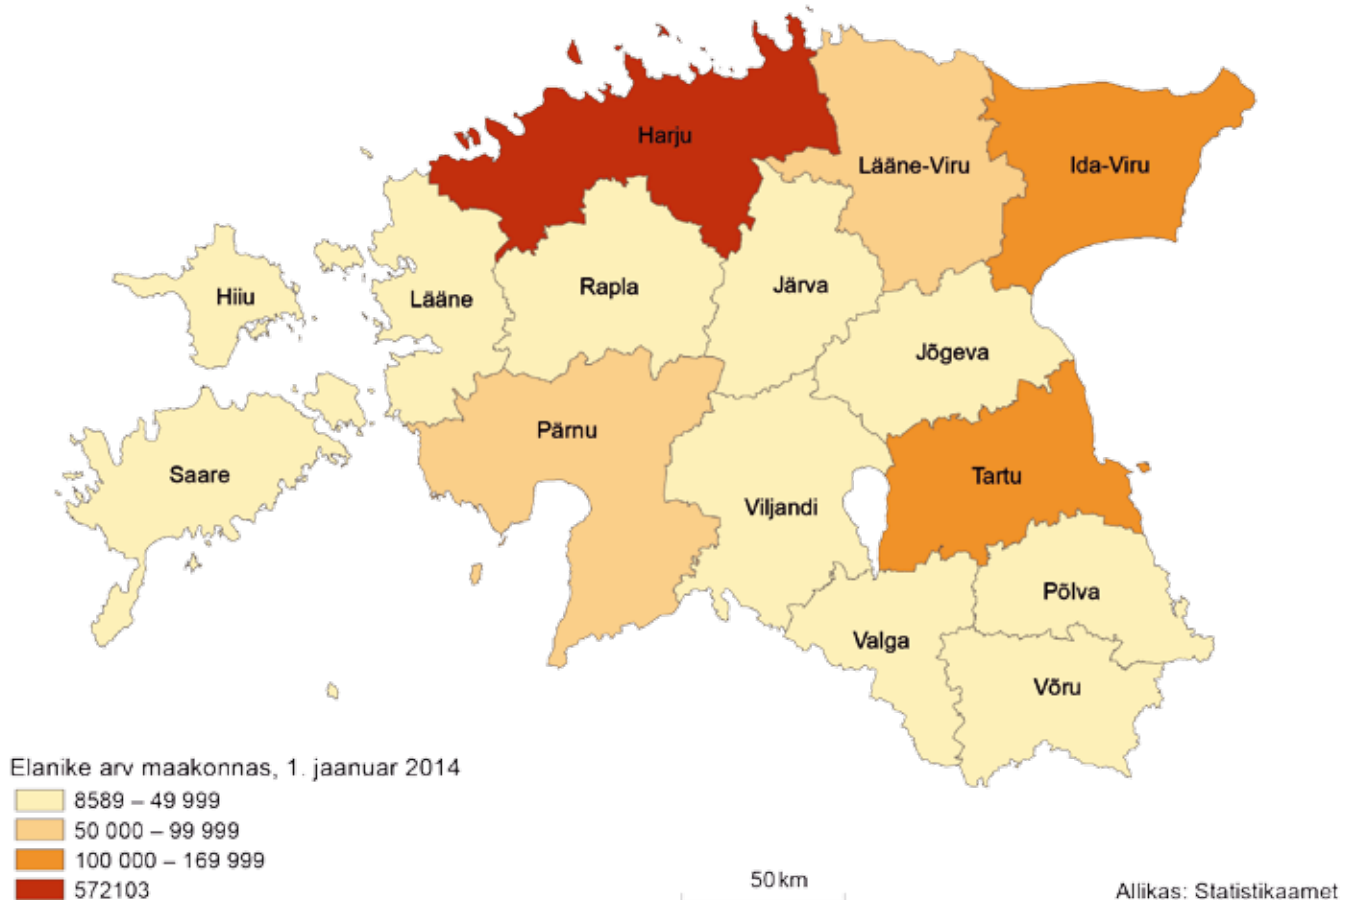 Harju
Lääne-Viru
Ida-Viru
Hiiu
Lääne
Rapla
Järva
Jõgeva
Pärnu
Saare
Viljandi
Tartu
Põlva
Valga
Võru
Elanike arv maakonnas, 1. jaanuar 2014
8589 – 49 999
50 000 – 99 999
100 000 – 169 999
572103
50 km
Allikas: Statistikaamet